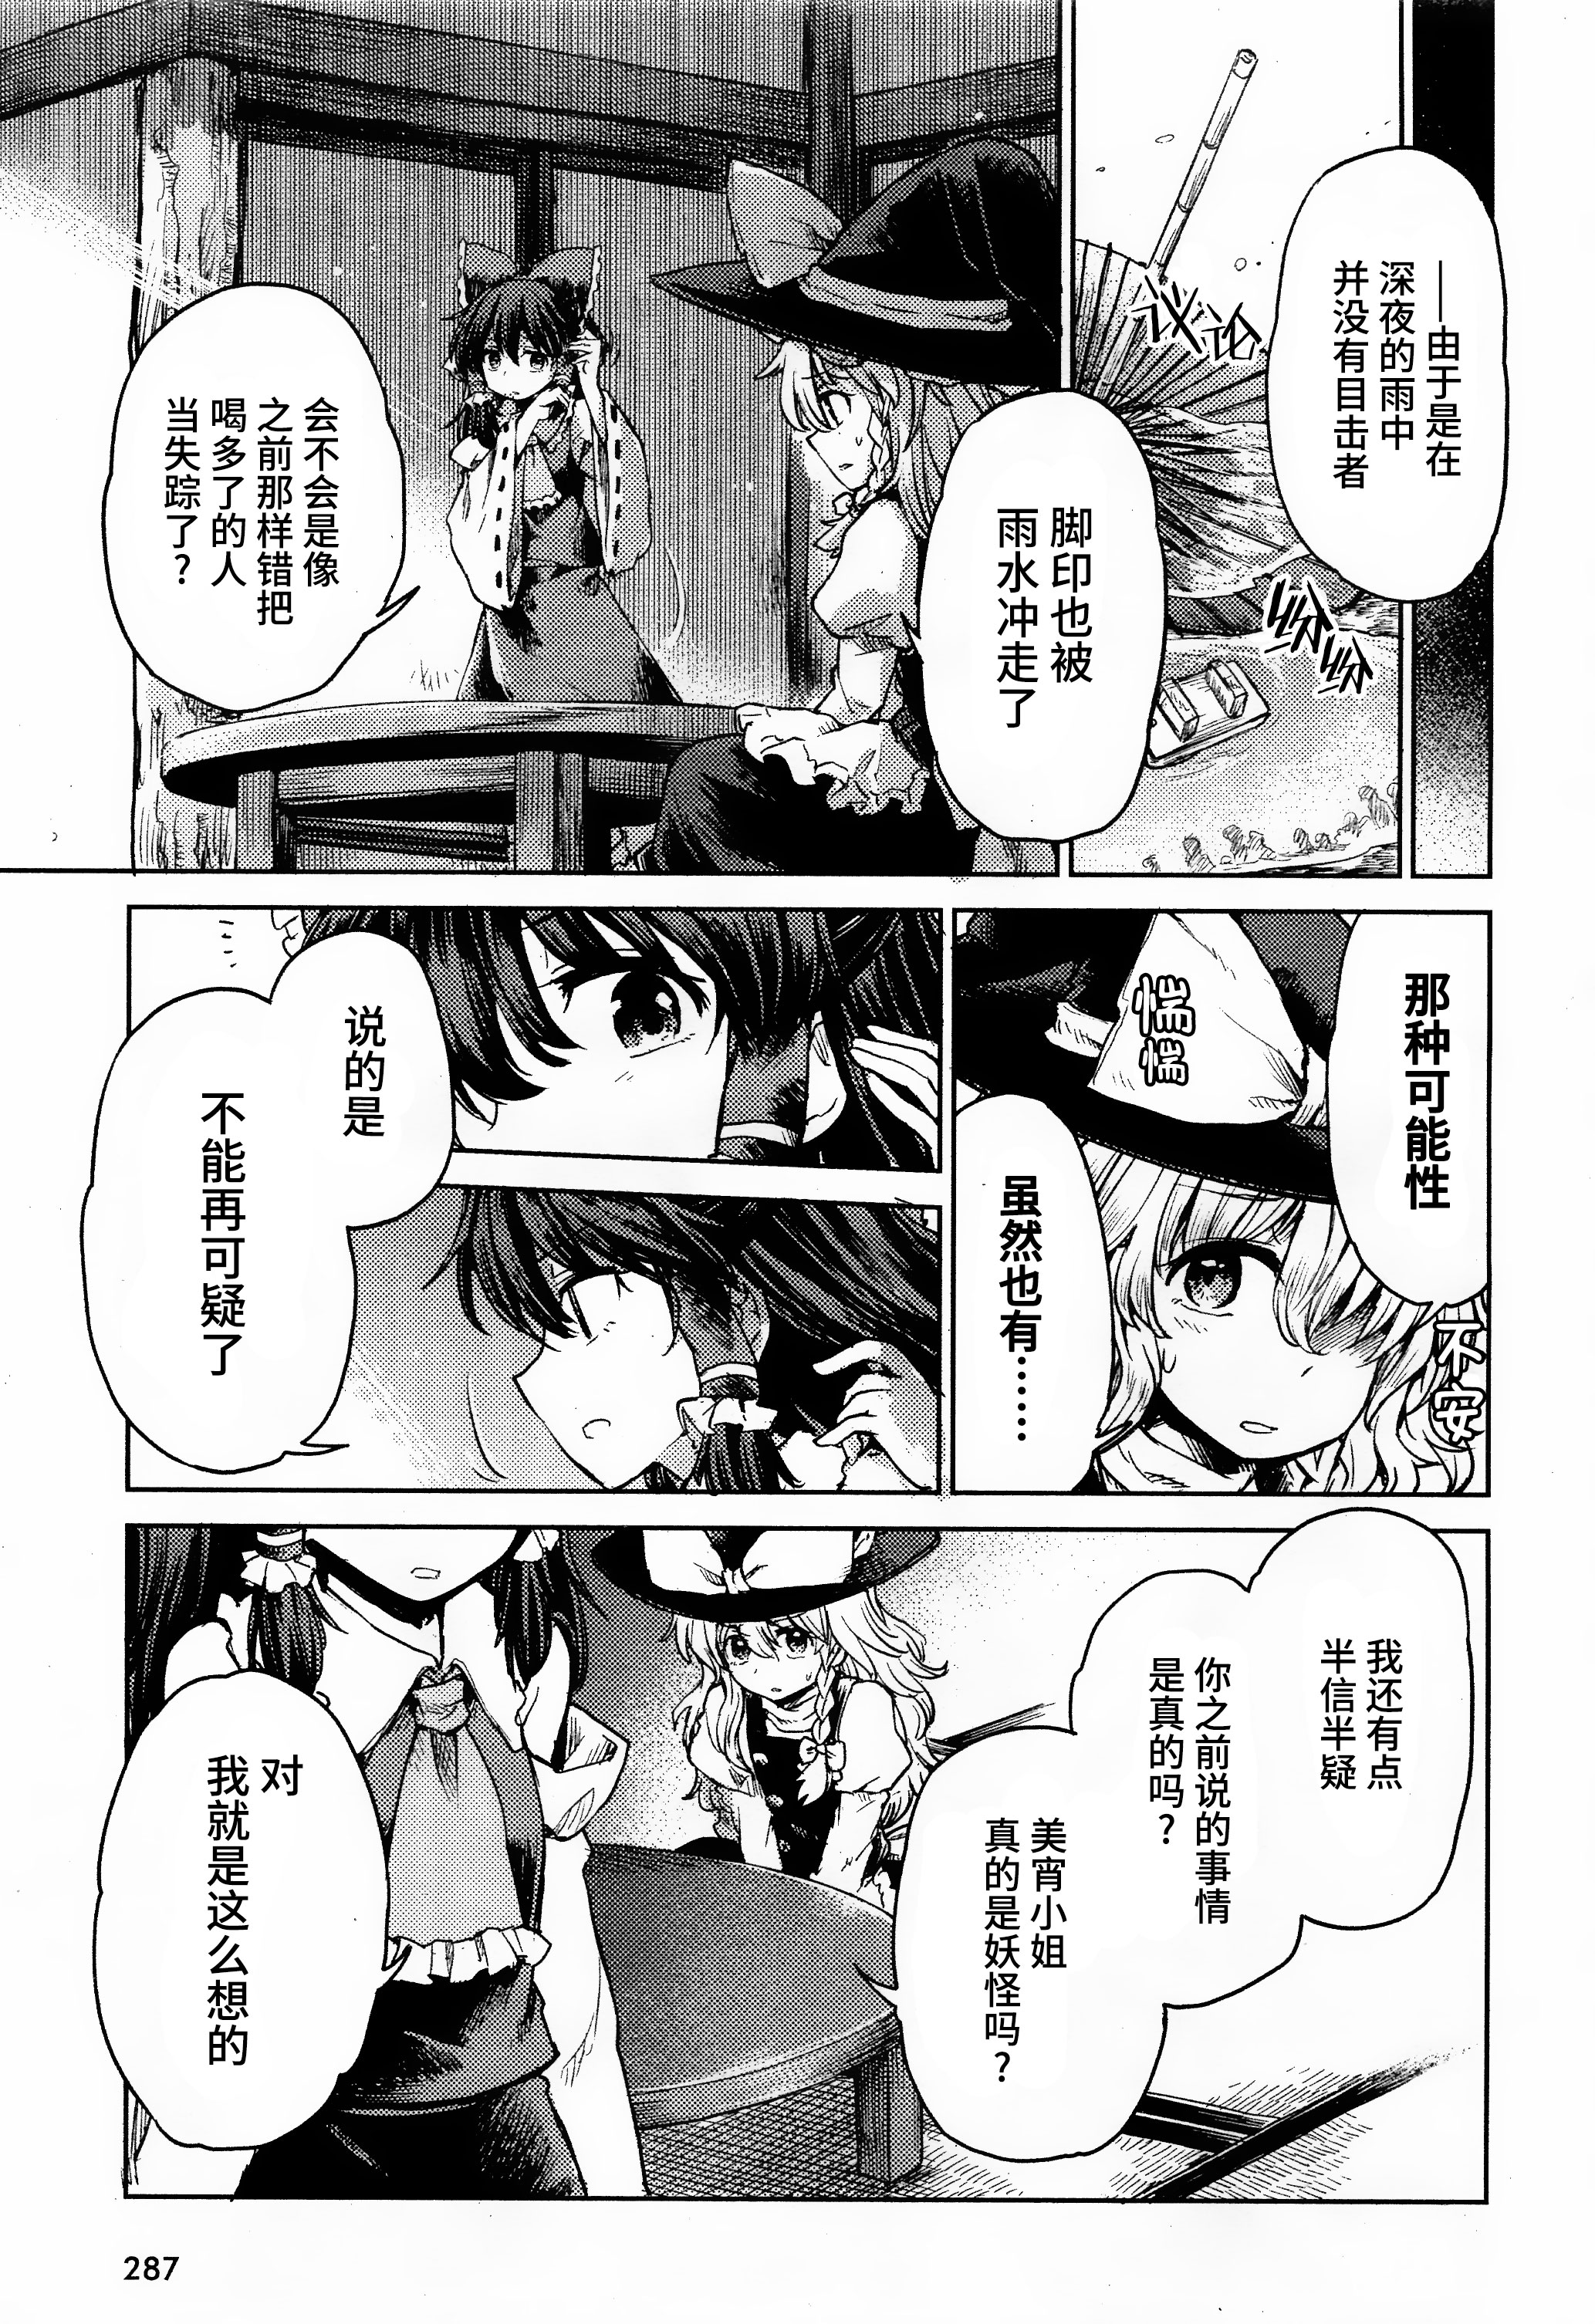 ——由于是在
深夜的雨中
并没有目击者
议论
纷纷
脚印也被
雨水冲走了
会不会是像
之前那样错把
喝多了的人
当失踪了?
那种可能性
虽然也有……
惴惴
不安
说的是
不能再可疑了
我还有点
半信半疑
你之前说的事情
是真的吗?
美宵小姐
真的是妖怪吗?
对
我就是这么想的
287